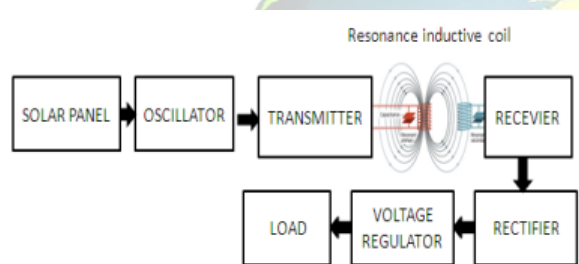 Resonance inductive coil
SOLAR PANEL
OSCILLATOR
TRANSMITTER
RECEVIER
LOAD
VOLTAGE
REGULATOR
RECTIFIER